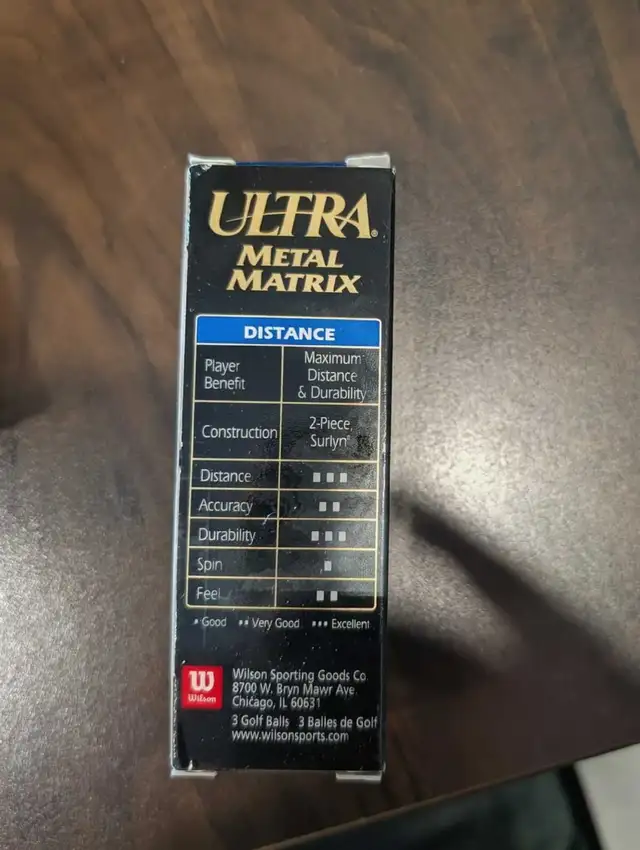 ULTRA®
METAL
MATRIX
DISTANCE
Player
Benefit
Maximum
Distance
& Durability
Construction
2-Piece,
Surlyn®
Distance ■ ■ ■
Accuracy ■ ■
Durability ■ ■ ■
Spin ■
Feel ■ ■
▪ Good ▪▪ Very Good ▪▪▪ Excellent
W
Wilson
Wilson Sporting Goods Co.
8700 W. Bryn Mawr Ave.
Chicago, IL 60631
3 Golf Balls 3 Balles de Golf
www.wilsonsports.com